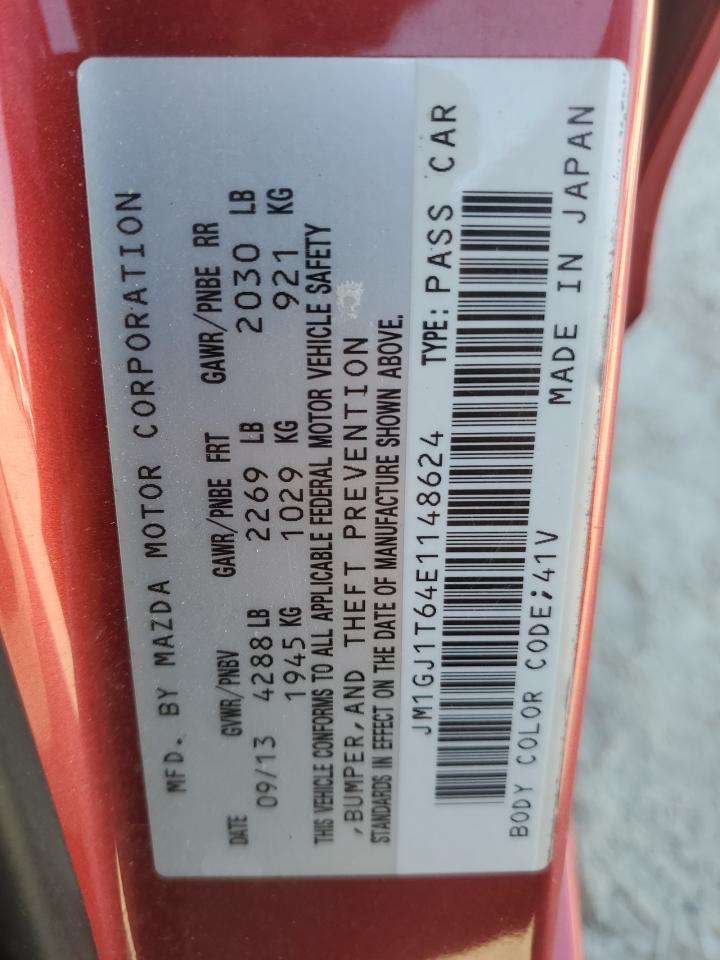 MFD. BY MAZDA MOTOR CORPORATION
DATE GVWR/PNBV GAWR/PNBE FRT GAWR/PNBE RR
09/13 4288 LB 2269 LB 2030 LB
1945 KG 1029 KG 921 KG
THIS VEHICLE CONFORMS TO ALL APPLICABLE FEDERAL MOTOR VEHICLE SAFETY
,BUMPER,AND THEFT PREVENTION
STANDARDS IN EFFECT ON THE DATE OF MANUFACTURE SHOWN ABOVE.
JM1GJ1T64E1148624 TYPE: PASS CAR
BODY COLOR CODE;41V MADE IN JAPAN